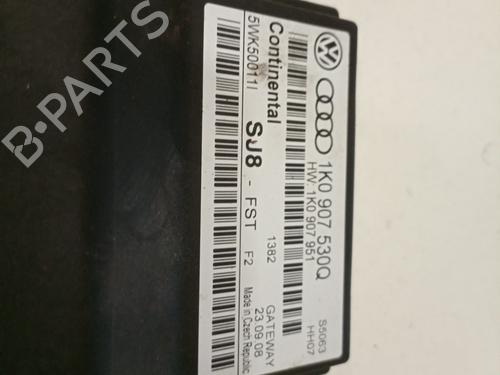 1K0 907 530Q
HW: 1K0 907 951
S5063
HH07
Continental
5WK50011I
SJ8 - FST F2
1382
GATEWAY
23.09.08
Made in Czech Republic
B-PARTS